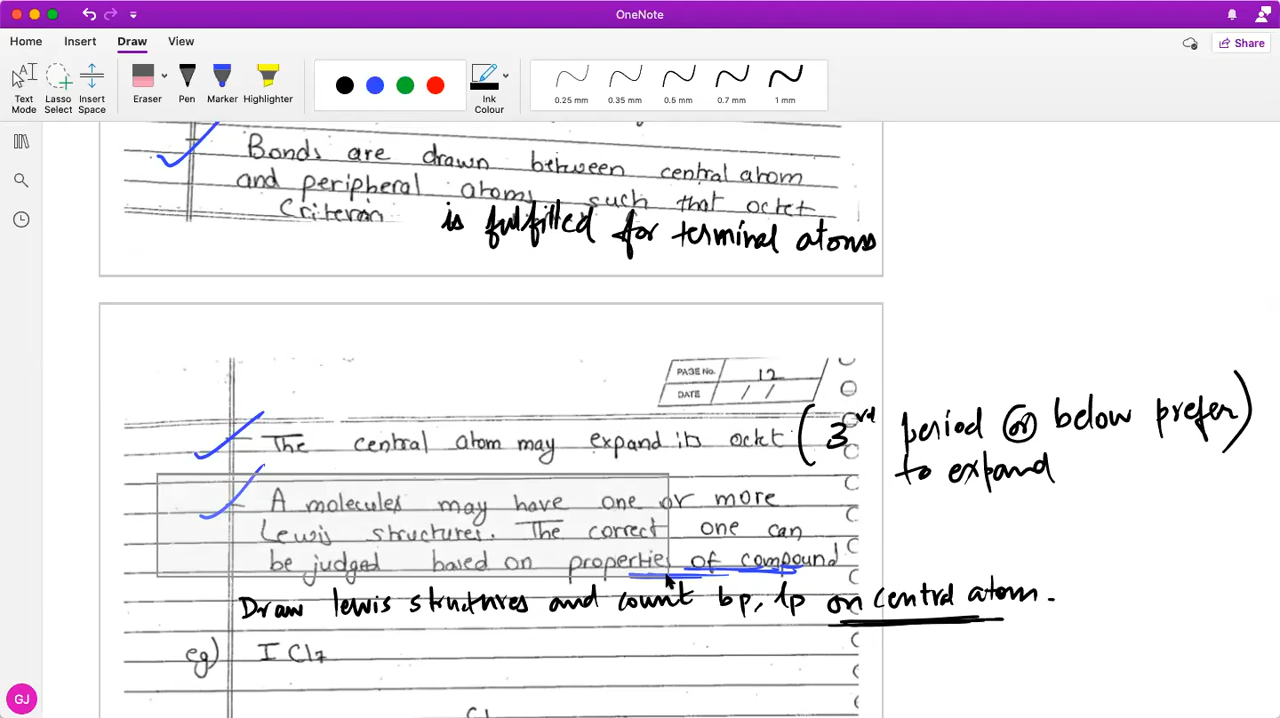 OneNote
Home Insert Draw View
Share
Text Mode
Lasso Select
Insert Space
Eraser
Pen
Marker
Highlighter
Ink Colour
0.25 mm
0.35 mm
0.5 mm
0.7 mm
1 mm
Bonds are drawn between central atom
and peripheral atoms such that octet
Criterian is fulfilled for terminal atoms
PAGE No. 12
DATE / /
The central atom may expand its octet (3rd period or below prefer)
to expand
A molecules may have one or more
Lewis structures. The correct one can
be judged based on properties of compound
Draw lewis structures and count bp, lp on central atom.
eg) ICl7
Cl
GJ